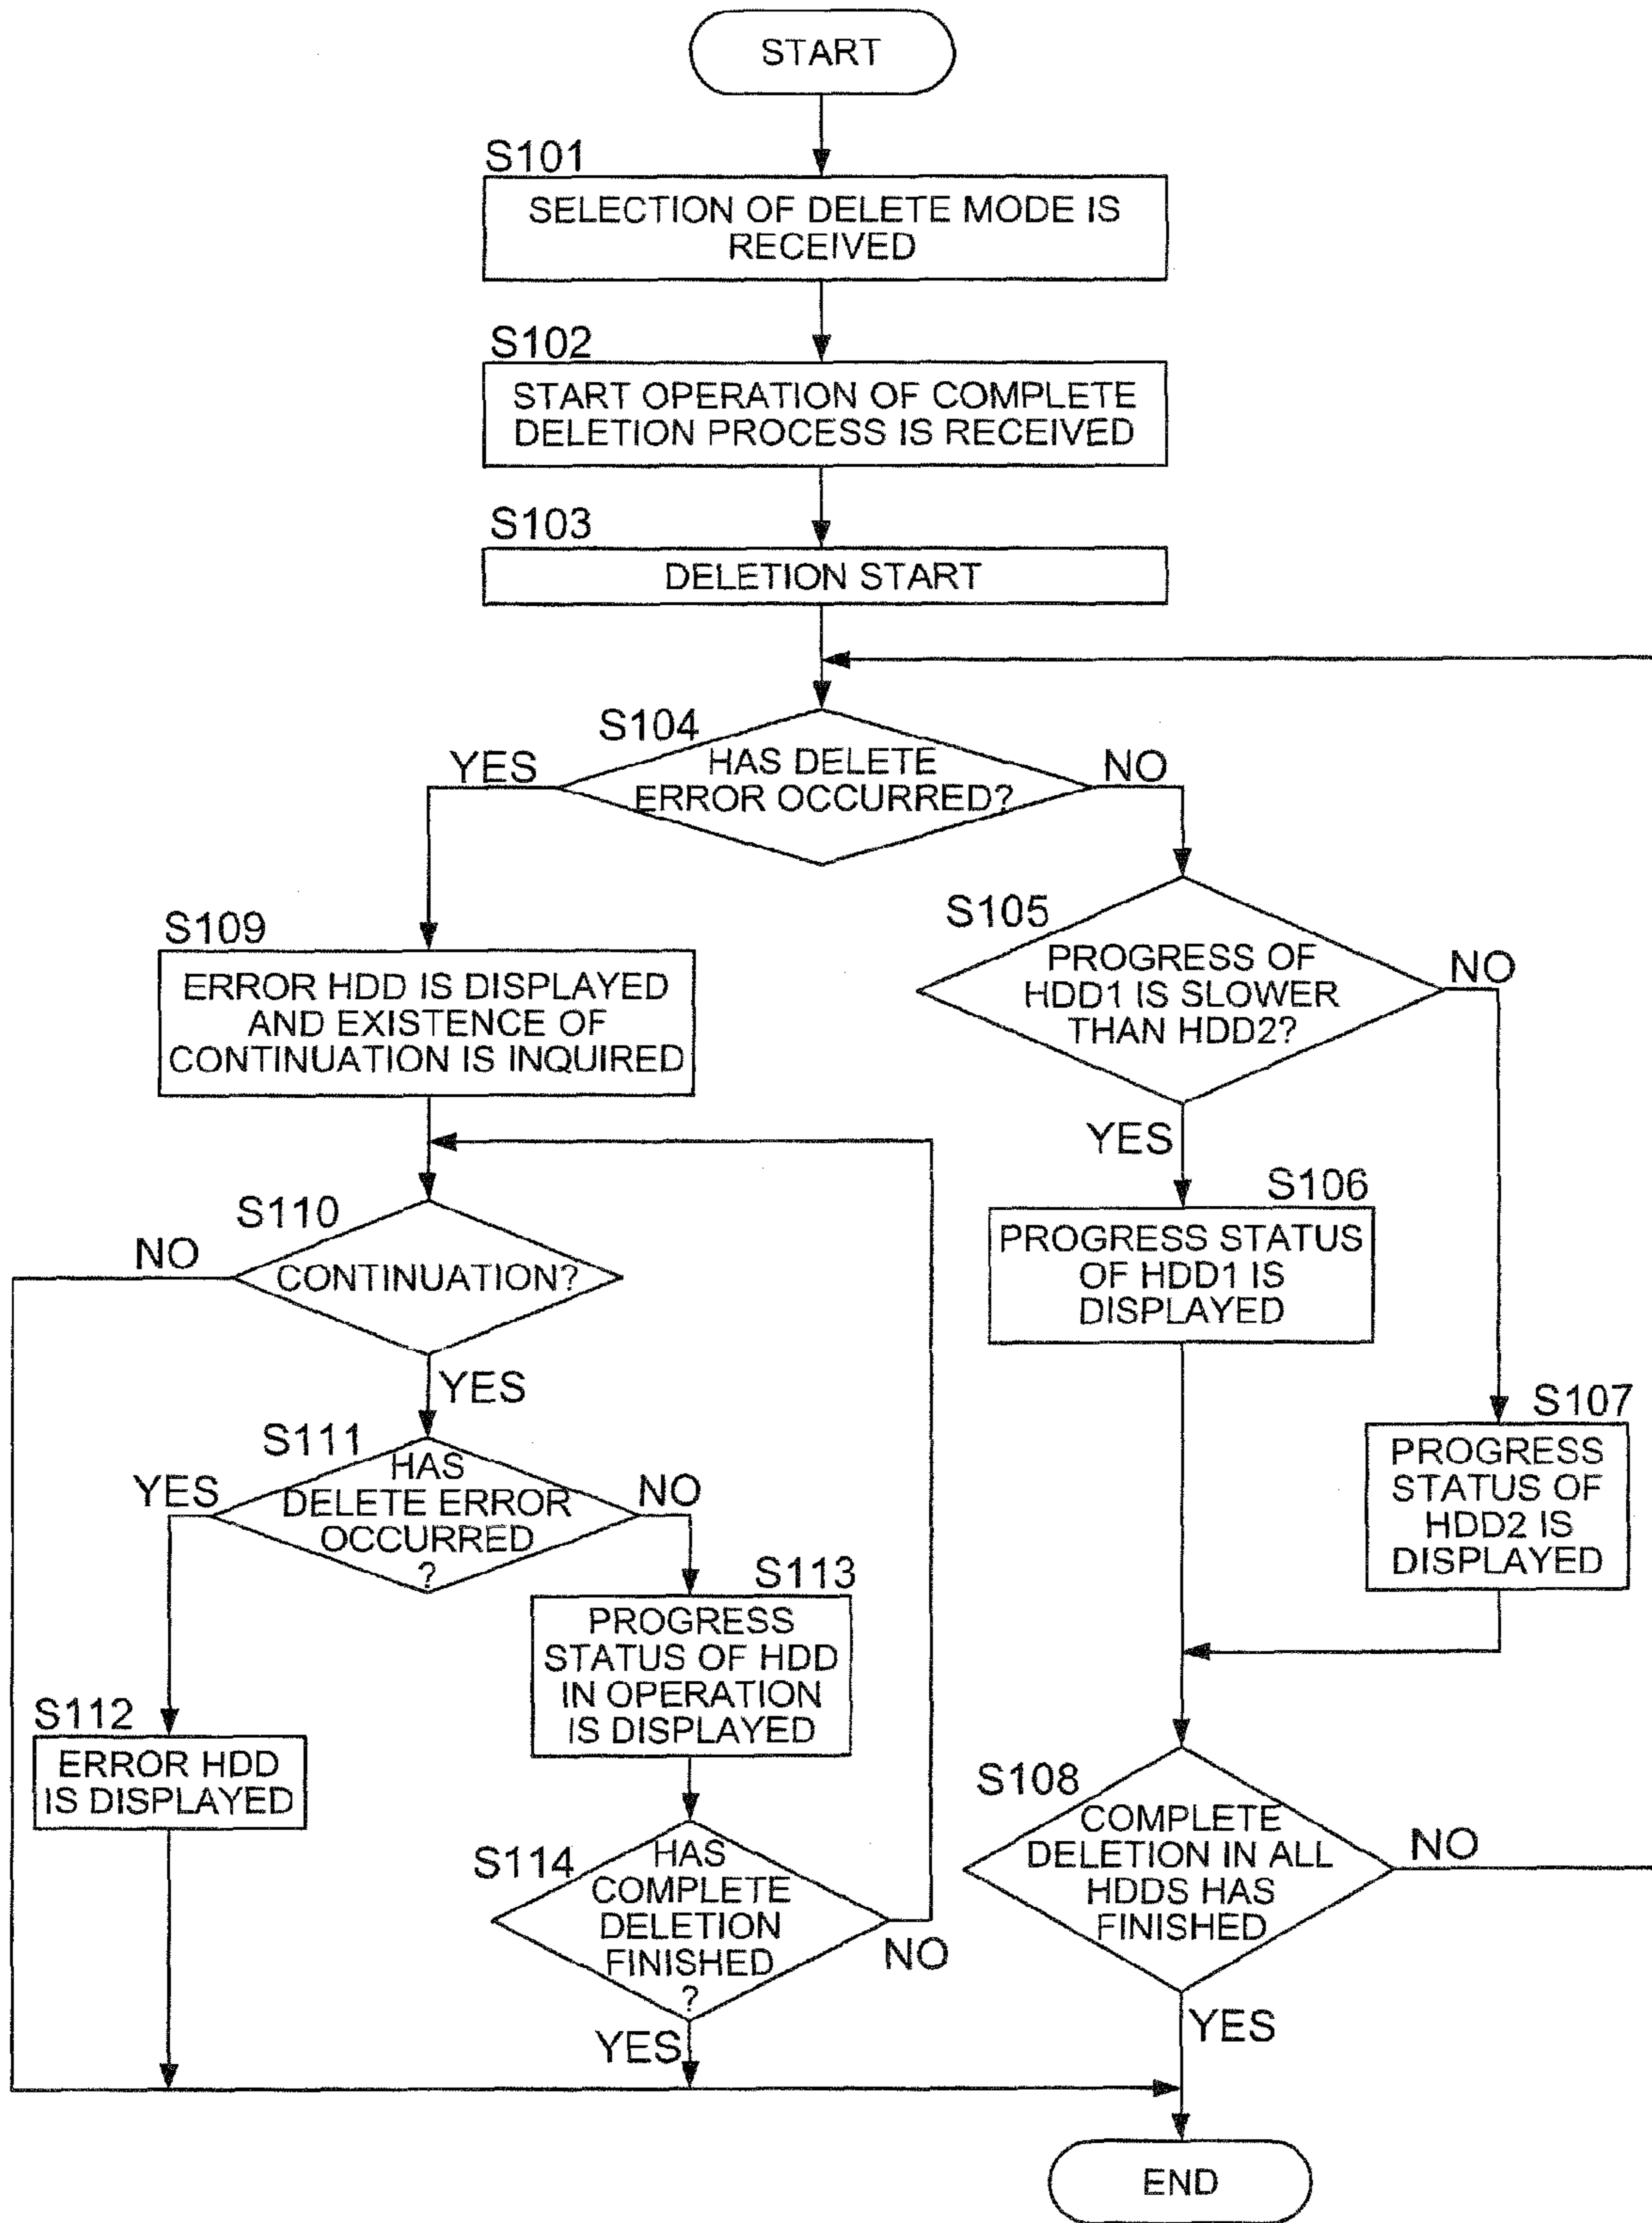 START
S101
SELECTION OF DELETE MODE IS
RECEIVED
S102
START OPERATION OF COMPLETE
DELETION PROCESS IS RECEIVED
S103
DELETION START
S104
HAS DELETE
ERROR OCCURRED?
YES
NO
S109
ERROR HDD IS DISPLAYED
AND EXISTENCE OF
CONTINUATION IS INQUIRED
S105
PROGRESS OF
HDD1 IS SLOWER
THAN HDD2?
NO
YES
S106
PROGRESS STATUS
OF HDD1 IS
DISPLAYED
S107
PROGRESS
STATUS OF
HDD2 IS
DISPLAYED
S110
CONTINUATION?
NO
YES
S111
HAS
DELETE ERROR
OCCURRED
?
YES
NO
S112
ERROR HDD
IS DISPLAYED
S113
PROGRESS
STATUS OF HDD
IN OPERATION
IS DISPLAYED
S114
HAS
COMPLETE
DELETION
FINISHED
?
NO
YES
S108
COMPLETE
DELETION IN ALL
HDDS HAS
FINISHED
NO
YES
END